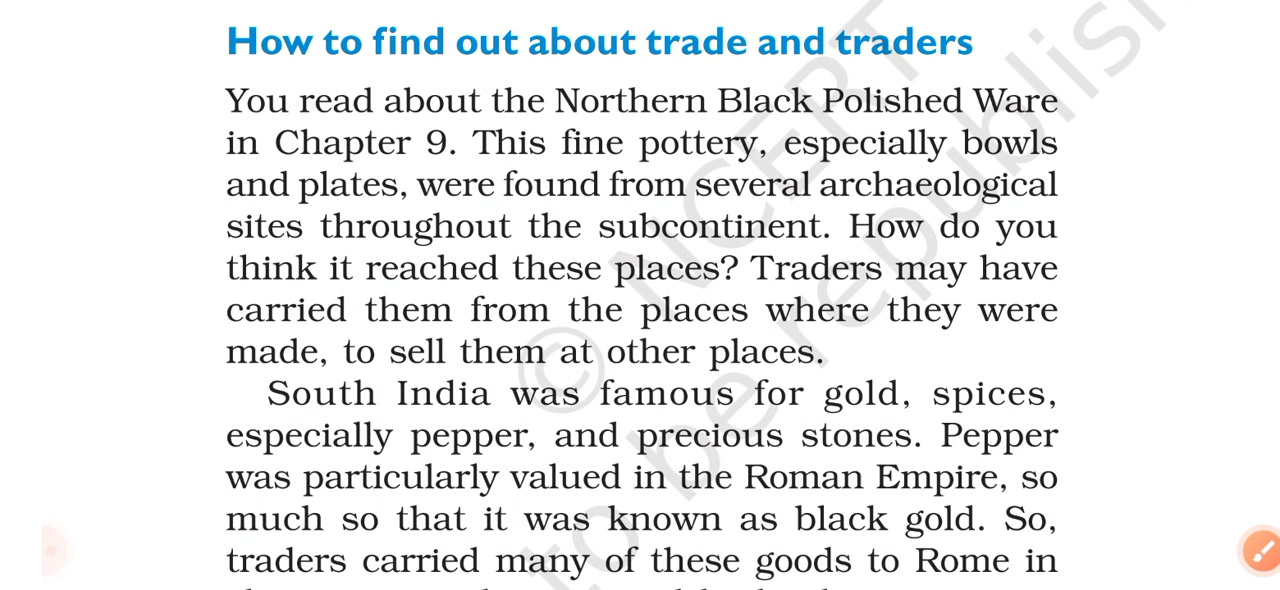 How to find out about trade and traders
You read about the Northern Black Polished Ware
in Chapter 9. This fine pottery, especially bowls
and plates, were found from several archaeological
sites throughout the subcontinent. How do you
think it reached these places? Traders may have
carried them from the places where they were
made, to sell them at other places.
South India was famous for gold, spices,
especially pepper, and precious stones. Pepper
was particularly valued in the Roman Empire, so
much so that it was known as black gold. So,
traders carried many of these goods to Rome in
© NCERT
to be republish